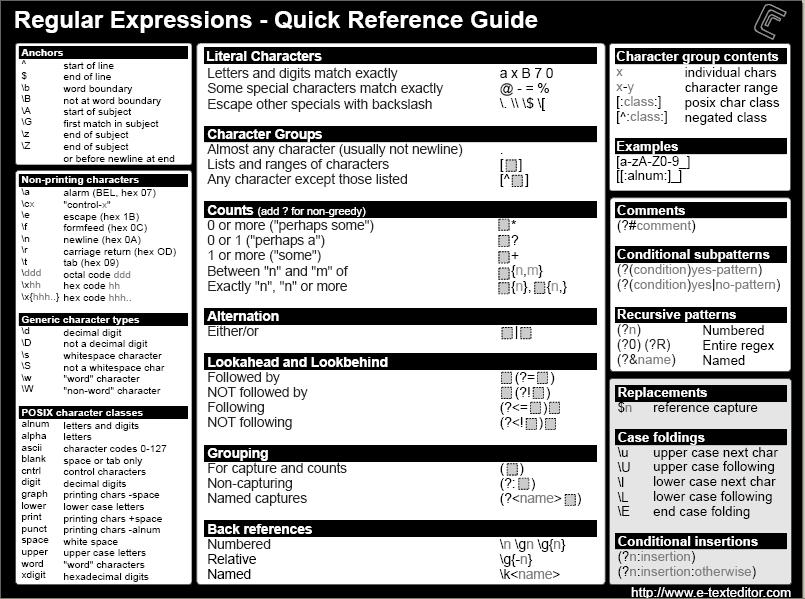 Regular Expressions - Quick Reference Guide
Anchors
^ start of line
$ end of line
\b word boundary
\B not at word boundary
\A start of subject
\G first match in subject
\z end of subject
\Z end of subject
or before newline at end
Non-printing characters
\a alarm (BEL, hex 07)
\cx "control-x"
\e escape (hex 1B)
\f formfeed (hex 0C)
\n newline (hex 0A)
\r carriage return (hex OD)
\t tab (hex 09)
\ddd octal code ddd
\xhh hex code hh
\x{hhh..} hex code hhh..
Generic character types
\d decimal digit
\D not a decimal digit
\s whitespace character
\S not a whitespace char
\w "word" character
\W "non-word" character
POSIX character classes
alnum letters and digits
alpha letters
ascii character codes 0-127
blank space or tab only
cntrl control characters
digit decimal digits
graph printing chars -space
lower lower case letters
print printing chars +space
punct printing chars -alnum
space white space
upper upper case letters
word "word" characters
xdigit hexadecimal digits
Literal Characters
Letters and digits match exactly a x B 7 0
Some special characters match exactly @ - = %
Escape other specials with backslash \. \\ \$ \[
Character Groups
Almost any character (usually not newline) .
Lists and ranges of characters [ ]
Any character except those listed [^ ]
Counts (add ? for non-greedy)
0 or more ("perhaps some") *
0 or 1 ("perhaps a") ?
1 or more ("some") +
Between "n" and "m" of {n,m}
Exactly "n", "n" or more {n}, {n,}
Alternation
Either/or |
Lookahead and Lookbehind
Followed by (?= )
NOT followed by (?! )
Following (?<= )
NOT following (?<! )
Grouping
For capture and counts ( )
Non-capturing (?: )
Named captures (?<name> )
Back references
Numbered \n \gn \g{n}
Relative \g{-n}
Named \k<name>
Character group contents
x individual chars
x-y character range
[:class:] posix char class
[^:class:] negated class
Examples
[a-zA-Z0-9_]
[[:alnum:]_]
Comments
(?#comment)
Conditional subpatterns
(?(condition)yes-pattern)
(?(condition)yes|no-pattern)
Recursive patterns
(?n) Numbered
(?0) (?R) Entire regex
(?&name) Named
Replacements
$n reference capture
Case foldings
\u upper case next char
\U upper case following
\l lower case next char
\L lower case following
\E end case folding
Conditional insertions
(?n:insertion)
(?n:insertion:otherwise)
http://www.e-texteditor.com